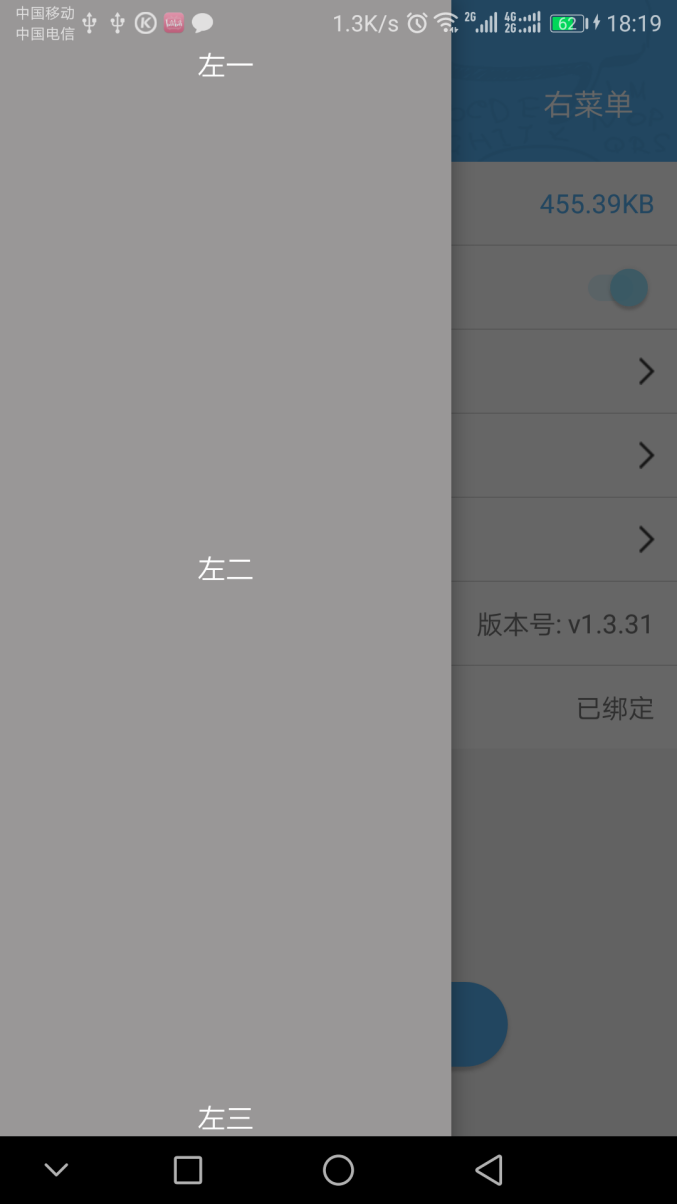 中国移动
中国电信
1.3K/s
2G
4G
2G
62
18:19
左一
右菜单
455.39KB
左二
版本号: v1.3.31
已绑定
左三